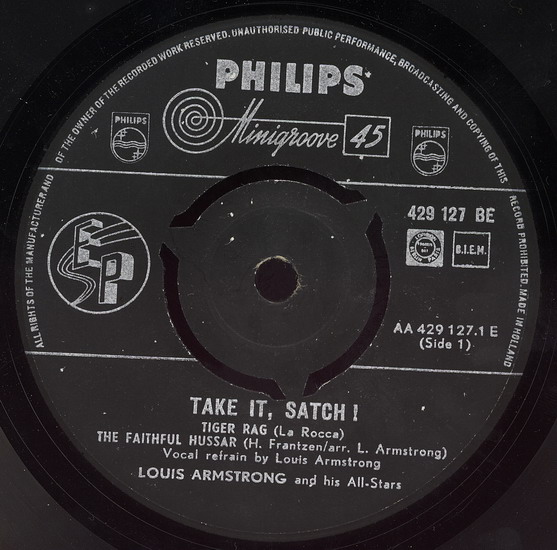 ALL RIGHTS OF THE MANUFACTURER AND OF THE OWNER OF THE RECORDED WORK RESERVED. UNAUTHORISED PUBLIC PERFORMANCE, BROADCASTING AND COPYING OF THIS RECORD PROHIBITED. MADE IN HOLLAND
PHILIPS
Minigroove 45
PHILIPS
PHILIPS
429 127 BE
EP
B.I.E.M.
AA 429 127.1 E
(Side 1)
TAKE IT, SATCH!
TIGER RAG (La Rocca)
THE FAITHFUL HUSSAR (H. Frantzen/arr. L. Armstrong)
Vocal refrain by Louis Armstrong
LOUIS ARMSTRONG and his All-Stars